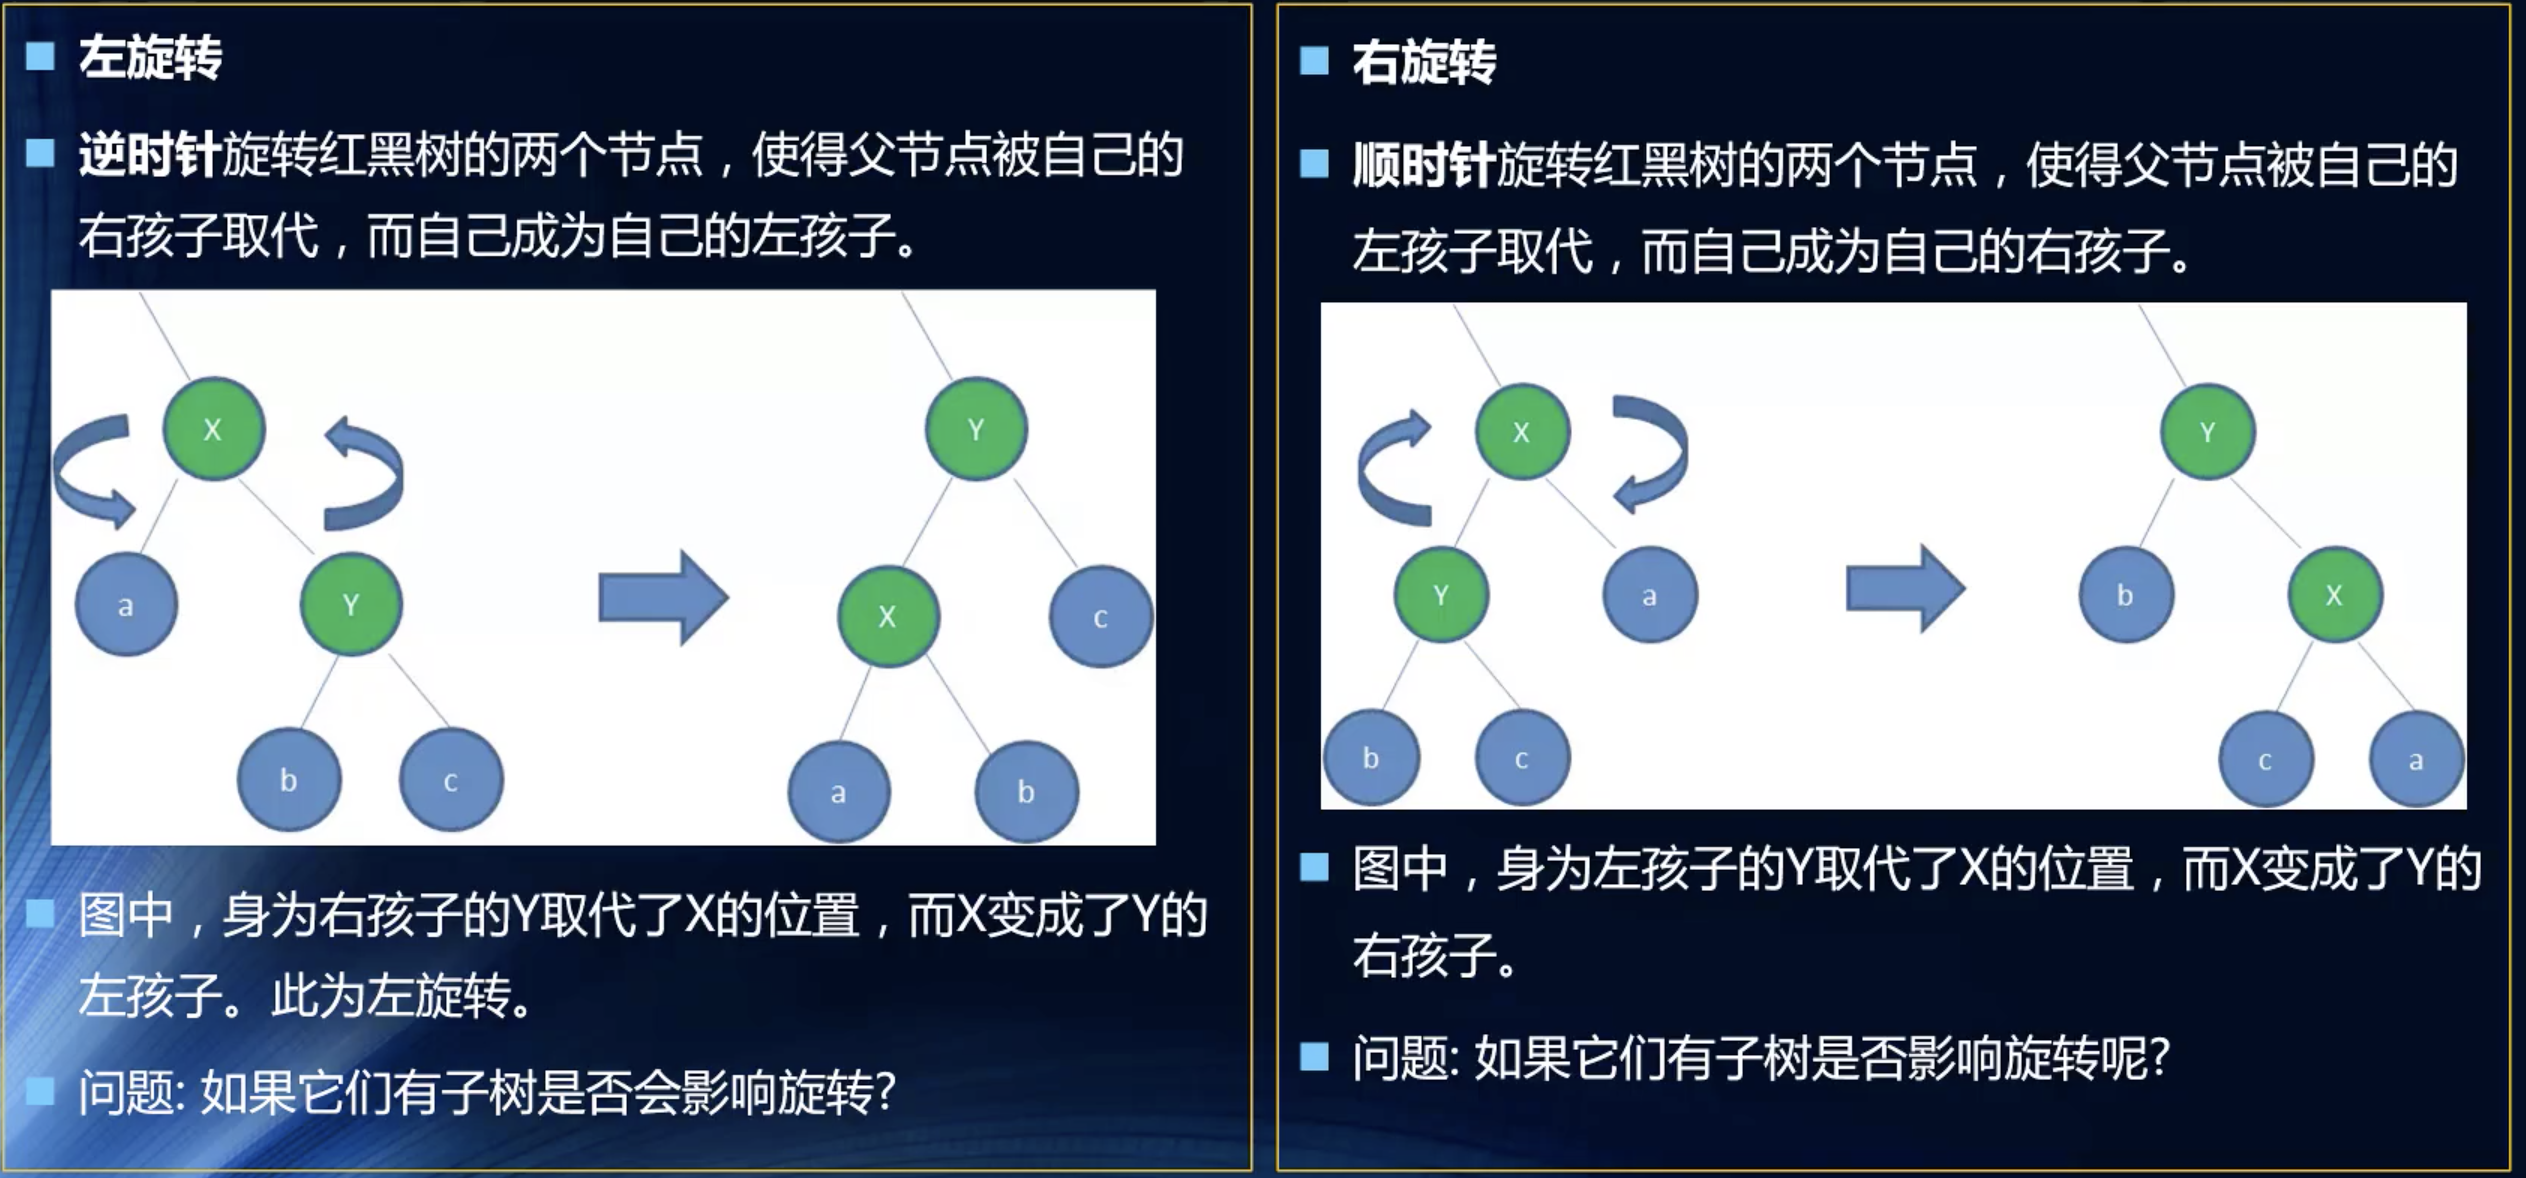 左旋转
逆时针旋转红黑树的两个节点，使得父节点被自己的
右孩子取代，而自己成为自己的左孩子。
X
Y
a
Y
X
c
b
c
a
b
图中，身为右孩子的Y取代了X的位置，而X变成了Y的
左孩子。此为左旋转。
问题: 如果它们有子树是否会影响旋转?
右旋转
顺时针旋转红黑树的两个节点，使得父节点被自己的
左孩子取代，而自己成为自己的右孩子。
X
Y
Y
a
b
X
b
c
c
a
图中，身为左孩子的Y取代了X的位置，而X变成了Y的
右孩子。
问题: 如果它们有子树是否影响旋转呢?